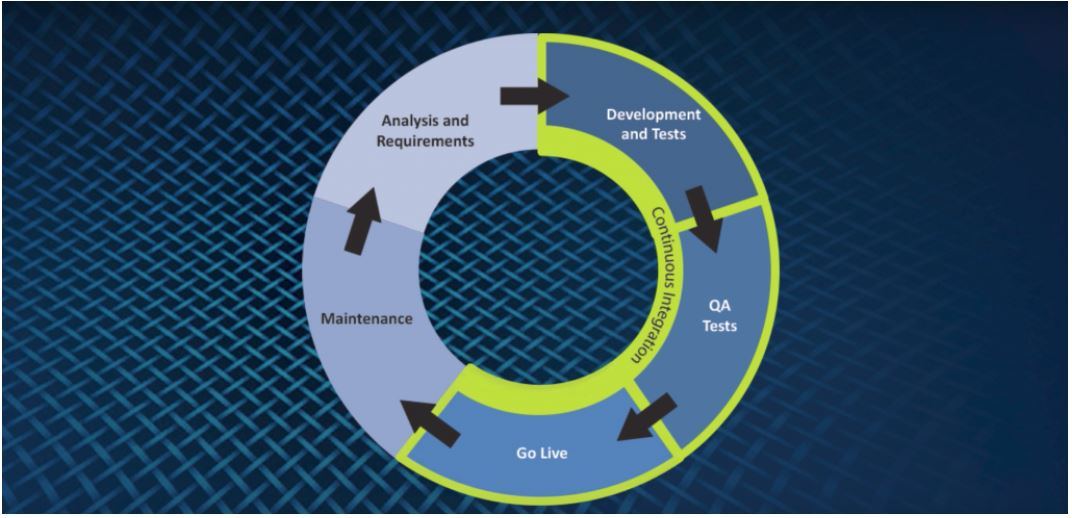 Analysis and
Requirements
Development
and Tests
Continuous Integration
QA
Tests
Go Live
Maintenance